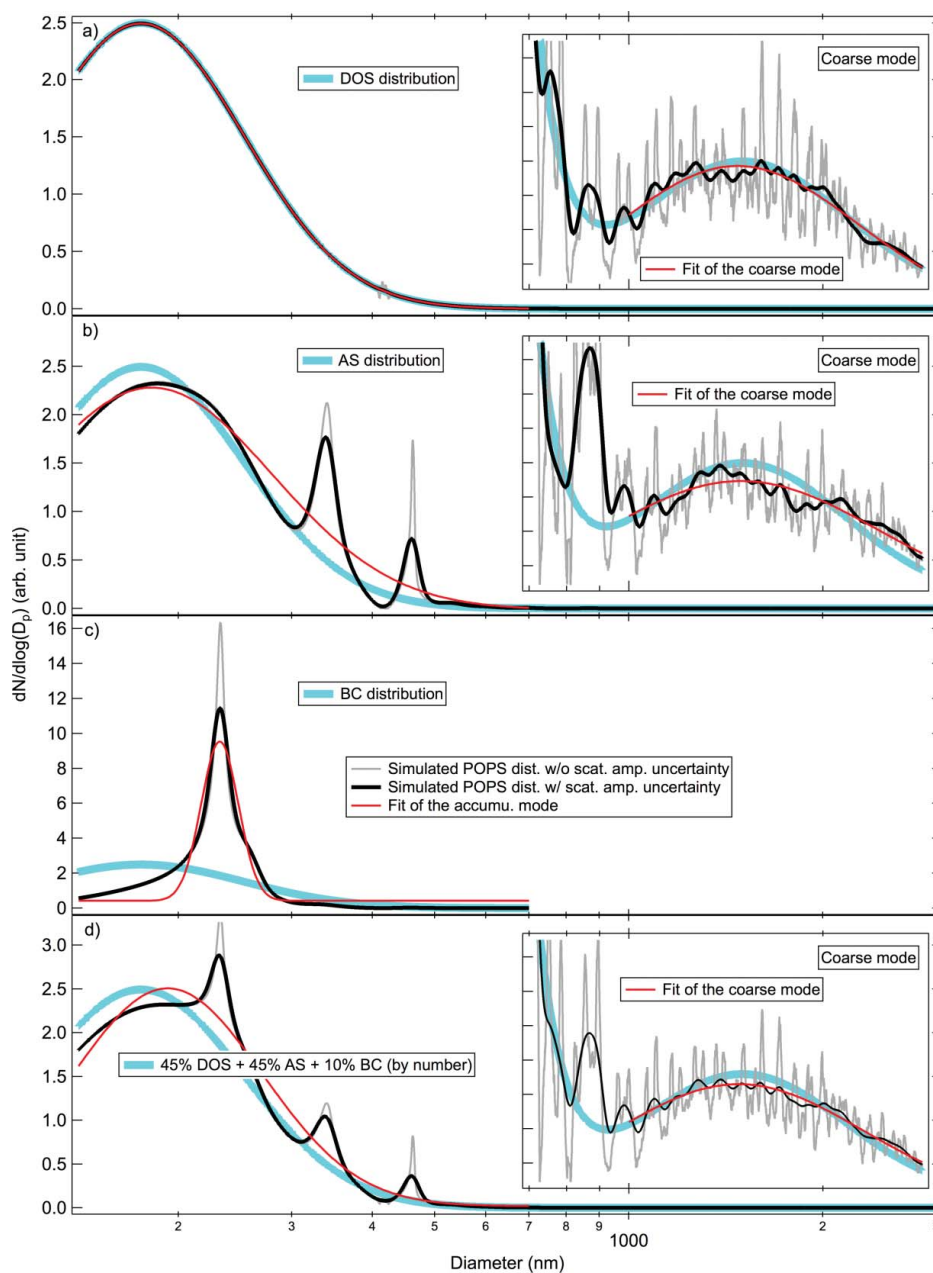 a)
2.5
2.0
1.5
1.0
0.5
0.0
DOS distribution
Coarse mode
Fit of the coarse mode
b)
2.5
2.0
1.5
1.0
0.5
0.0
AS distribution
Coarse mode
Fit of the coarse mode
dN/dlog(Dp) (arb. unit)
c)
16
14
12
10
8
6
4
2
0
BC distribution
Simulated POPS dist. w/o scat. amp. uncertainty
Simulated POPS dist. w/ scat. amp. uncertainty
Fit of the accumu. mode
d)
3.0
2.5
2.0
1.5
1.0
0.5
0.0
45% DOS + 45% AS + 10% BC (by number)
Coarse mode
Fit of the coarse mode
2 3 4 5 6 7 8 9 1000 2
Diameter (nm)